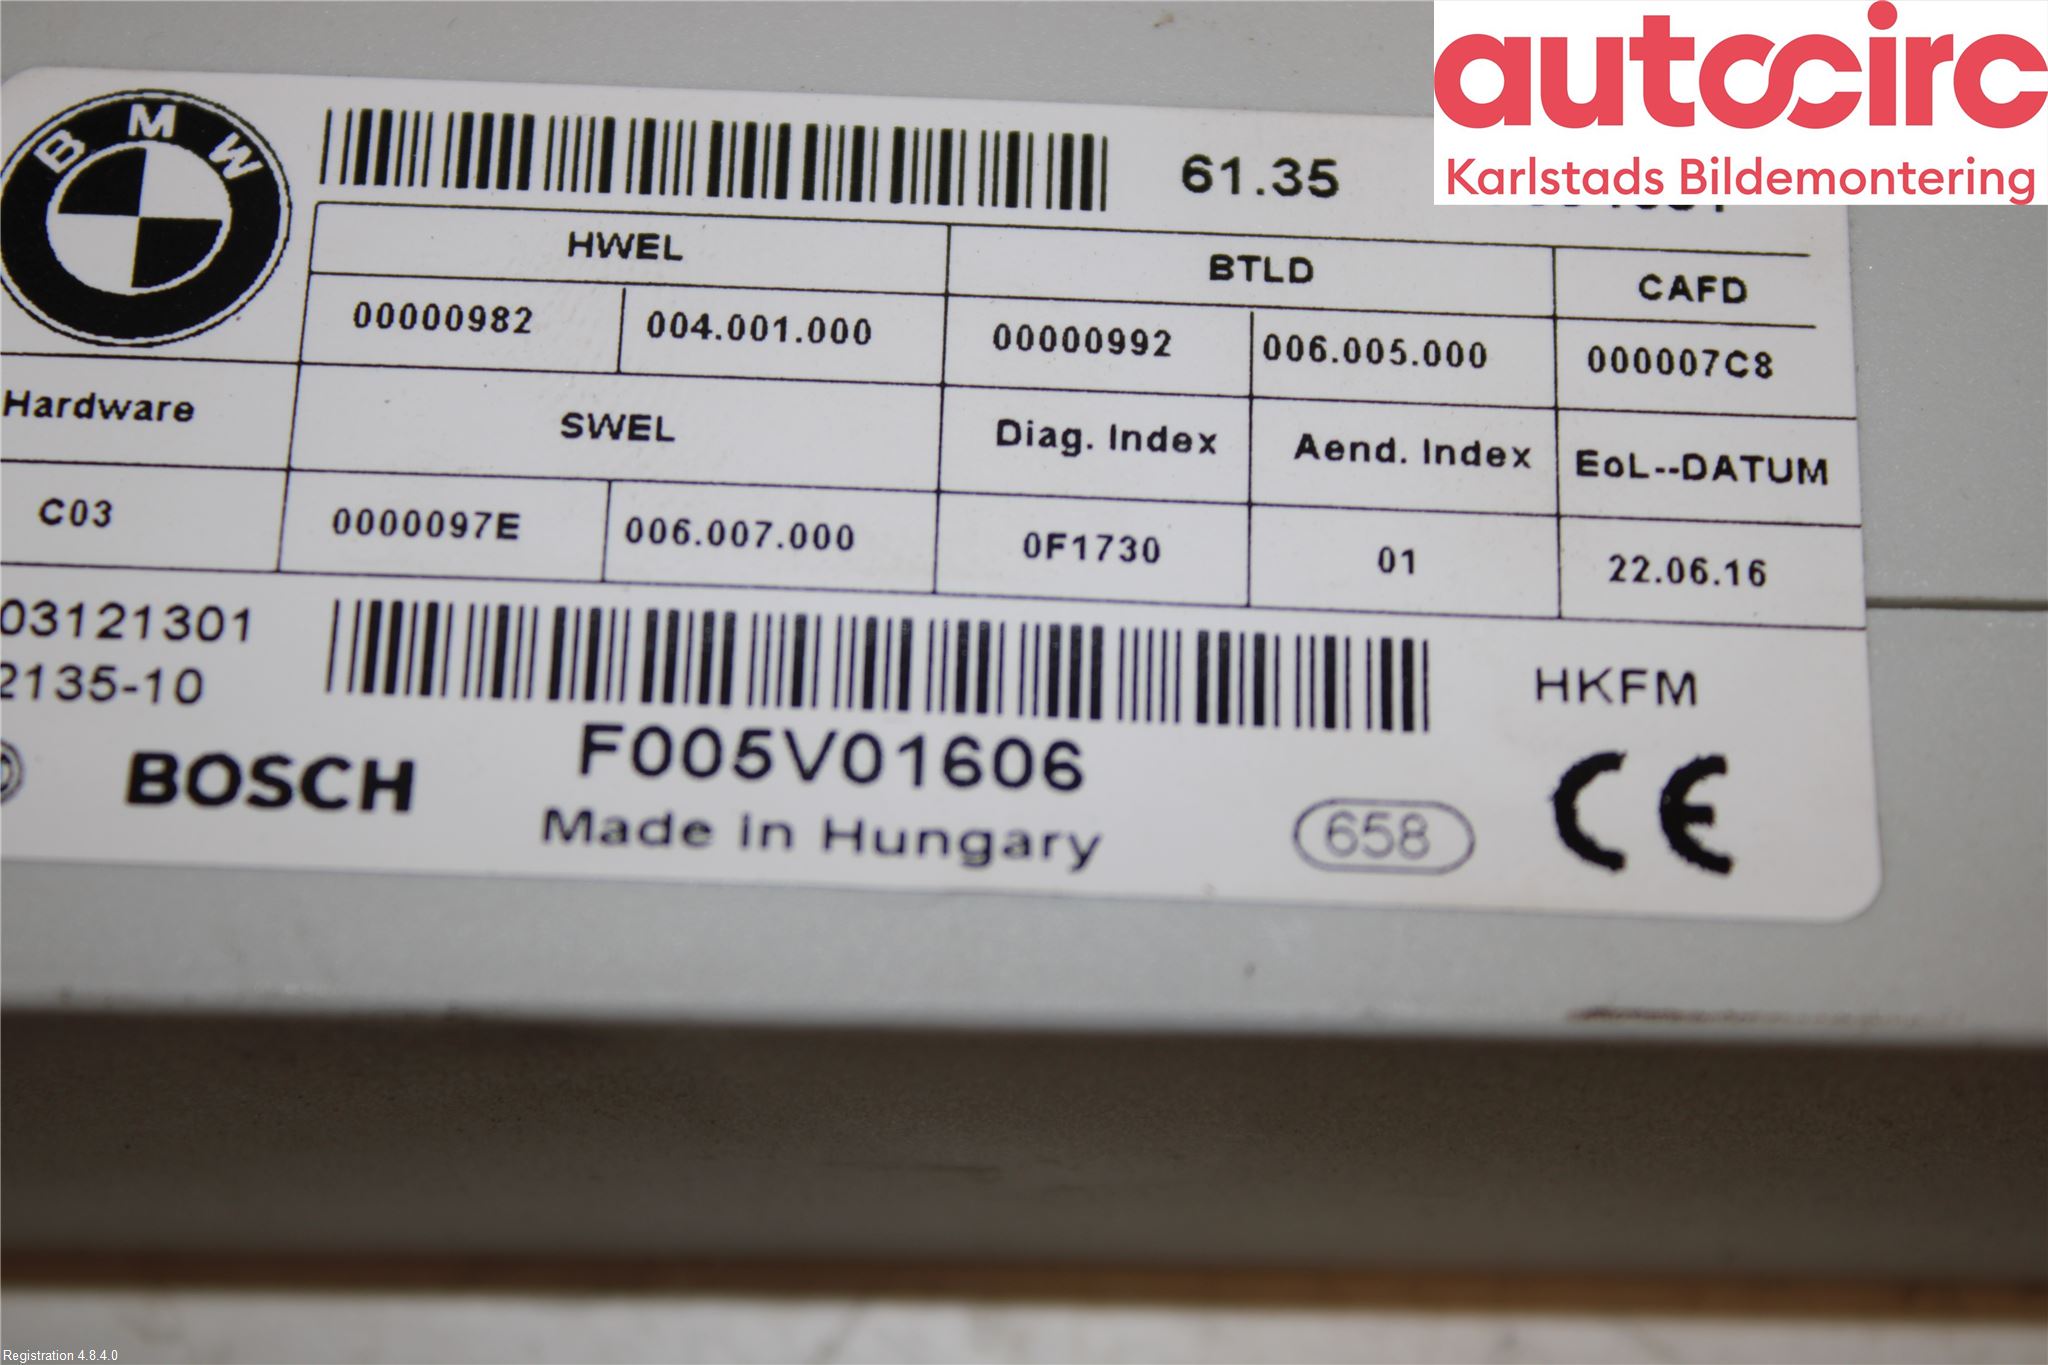 autocirc
Karlstads Bildemontering
BMW
61.35
HWEL BTLD CAFD
00000982 004.001.000 00000992 006.005.000 000007C8
Hardware SWEL Diag. Index Aend. Index EoL--DATUM
C03 0000097E 006.007.000 0F1730 01 22.06.16
03121301
2135-10
HKFM
BOSCH F005V01606
Made in Hungary
658
CE
Registration 4.8.4.0